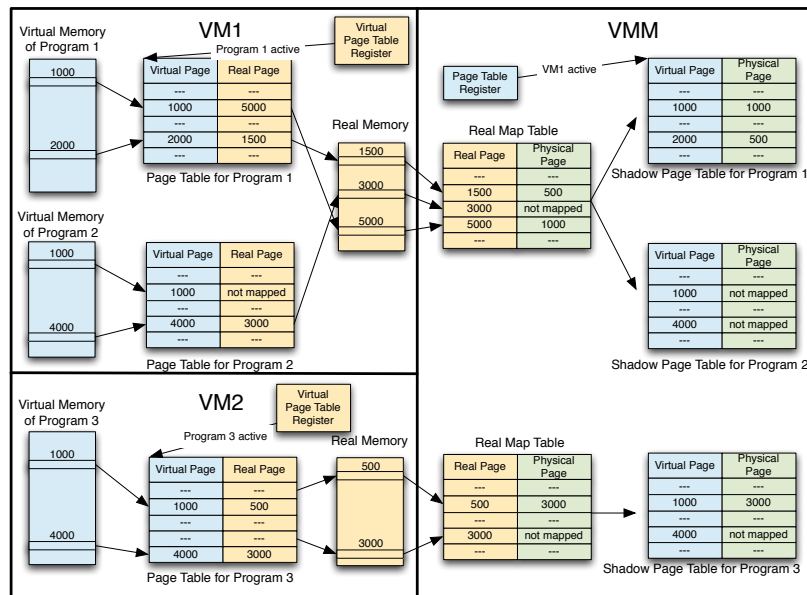 VM1
Virtual Memory
of Program 1
1000
2000
Program 1 active
Virtual
Page Table
Register
Virtual Page Real Page
--- ---
1000 5000
--- ---
2000 1500
--- ---
Page Table for Program 1
Real Memory
1500
3000
5000
Virtual Memory
of Program 2
1000
4000
Virtual Page Real Page
--- ---
1000 not mapped
--- ---
4000 3000
--- ---
Page Table for Program 2
VMM
Page Table
Register
VM1 active
Real Map Table
Real Page Physical
Page
--- ---
1500 500
3000 not mapped
5000 1000
--- ---
Virtual Page Physical
Page
--- ---
1000 1000
--- ---
2000 500
--- ---
Shadow Page Table for Program 1
Virtual Page Physical
Page
--- ---
1000 not mapped
--- ---
4000 not mapped
--- ---
Shadow Page Table for Program 2
VM2
Virtual Memory
of Program 3
1000
4000
Program 3 active
Virtual
Page Table
Register
Virtual Page Real Page
--- ---
1000 500
--- ---
--- ---
4000 3000
Page Table for Program 3
Real Memory
500
3000
Real Map Table
Real Page Physical
Page
--- ---
500 3000
--- ---
3000 not mapped
--- ---
Virtual Page Physical
Page
--- ---
1000 3000
--- ---
4000 not mapped
--- ---
Shadow Page Table for Program 3